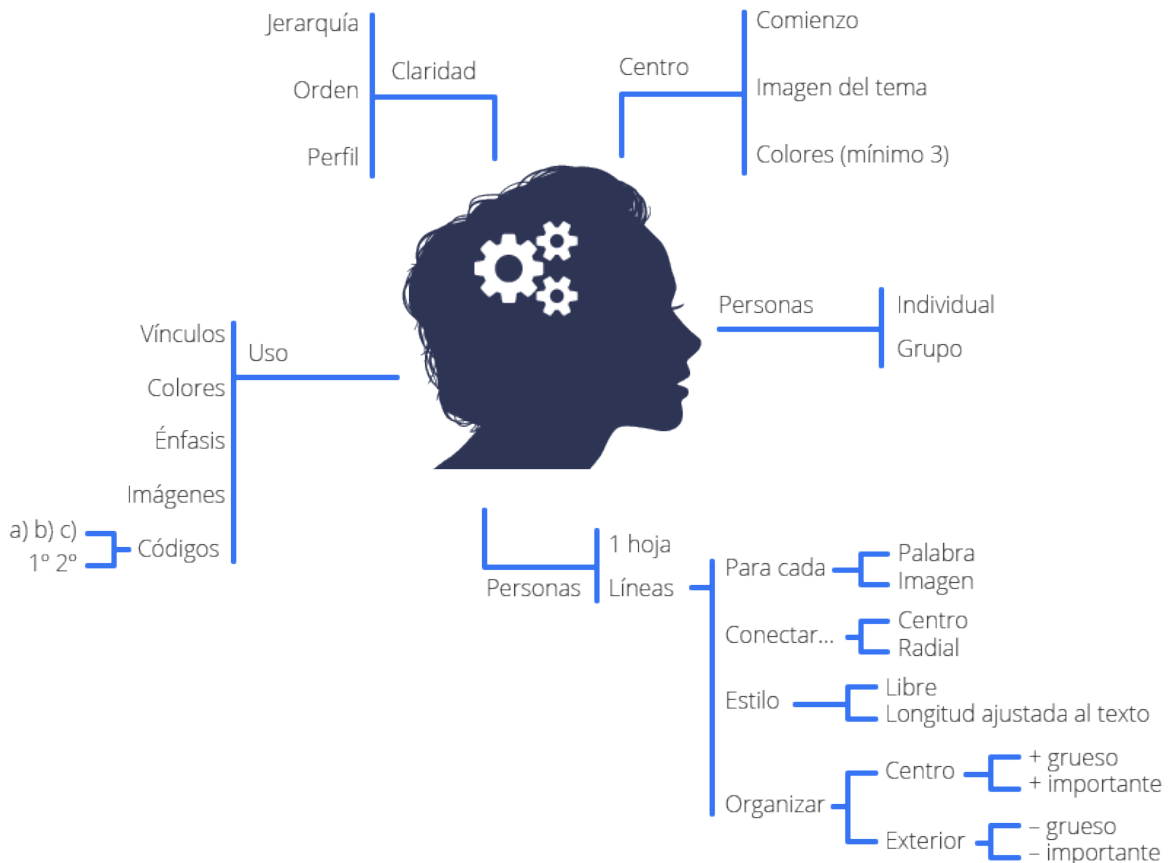 Jerarquía
Claridad
Orden
Perfil
Centro
Comienzo
Imagen del tema
Colores (mínimo 3)
Personas
Individual
Grupo
Vínculos
Uso
Colores
Énfasis
Imágenes
Códigos
a) b) c)
1º 2º
Personas
1 hoja
Líneas
Para cada
Palabra
Imagen
Conectar...
Centro
Radial
Estilo
Libre
Longitud ajustada al texto
Organizar
Centro
+ grueso
+ importante
Exterior
– grueso
– importante